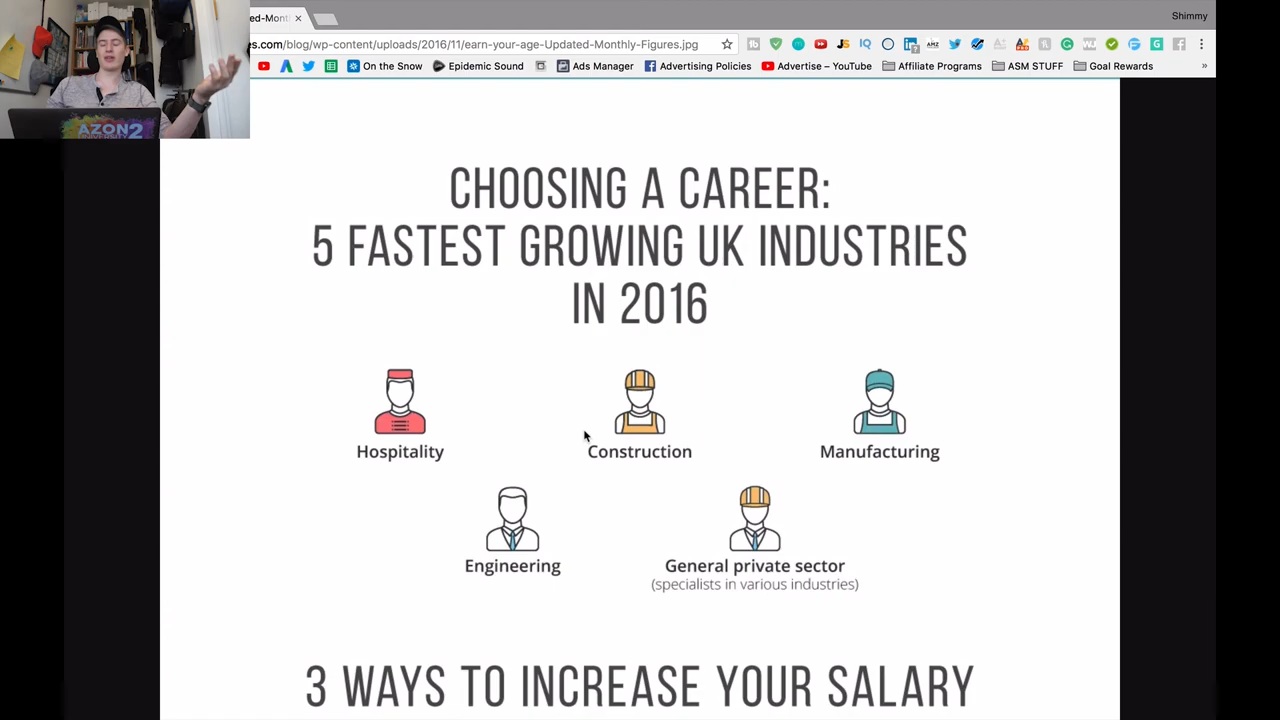 ed-Mont
Shimmy
es.com/blog/wp-content/uploads/2016/11/earn-your-age-Updated-Monthly-Figures.jpg
On the Snow
Epidemic Sound
Ads Manager
Advertising Policies
Advertise – YouTube
Affiliate Programs
ASM STUFF
Goal Rewards
»
AZON2
UNIVERSITY
CHOOSING A CAREER:
5 FASTEST GROWING UK INDUSTRIES
IN 2016
Hospitality
Construction
Manufacturing
Engineering
General private sector
(specialists in various industries)
3 WAYS TO INCREASE YOUR SALARY